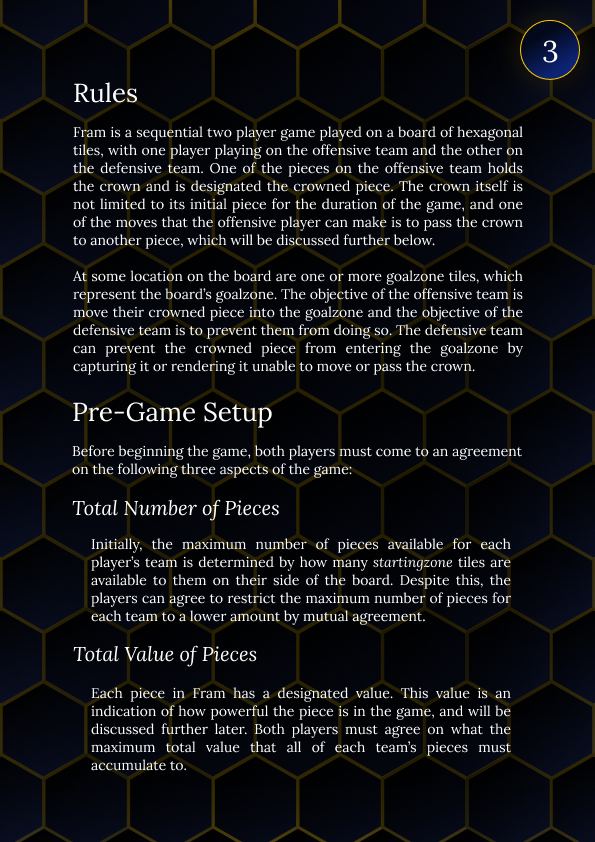 3
Rules
Fram is a sequential two player game played on a board of hexagonal
tiles, with one player playing on the offensive team and the other on
the defensive team. One of the pieces on the offensive team holds
the crown and is designated the crowned piece. The crown itself is
not limited to its initial piece for the duration of the game, and one
of the moves that the offensive player can make is to pass the crown
to another piece, which will be discussed further below.
At some location on the board are one or more goalzone tiles, which
represent the board's goalzone. The objective of the offensive team is
move their crowned piece into the goalzone and the objective of the
defensive team is to prevent them from doing so. The defensive team
can prevent the crowned piece from entering the goalzone by
capturing it or rendering it unable to move or pass the crown.
Pre-Game Setup
Before beginning the game, both players must come to an agreement
on the following three aspects of the game:
Total Number of Pieces
Initially, the maximum number of pieces available for each
player's team is determined by how many startingzone tiles are
available to them on their side of the board. Despite this, the
players can agree to restrict the maximum number of pieces for
each team to a lower amount by mutual agreement.
Total Value of Pieces
Each piece in Fram has a designated value. This value is an
indication of how powerful the piece is in the game, and will be
discussed further later. Both players must agree on what the
maximum total value that all of each team's pieces must
accumulate to.